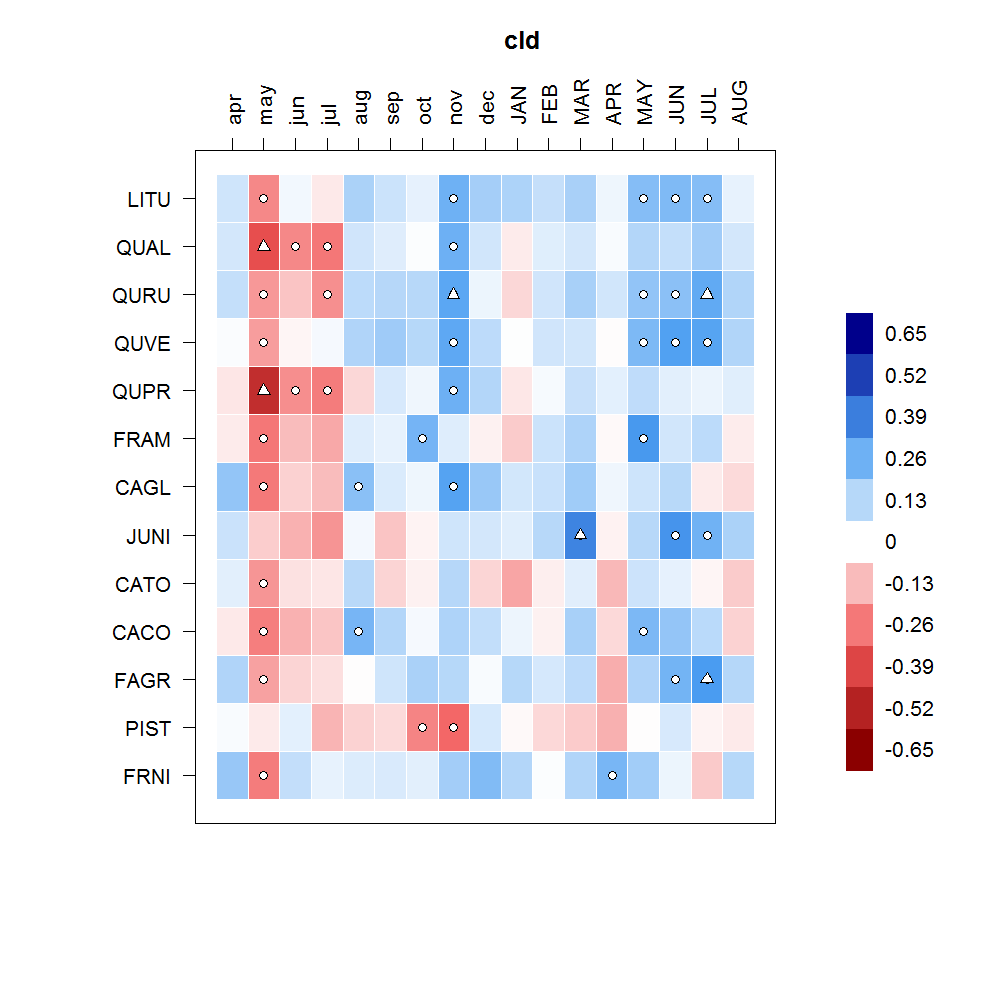 cld
apr may jun jul aug sep oct nov dec JAN FEB MAR APR MAY JUN JUL AUG
LITU
QUAL
QURU
QUVE
QUPR
FRAM
CAGL
JUNI
CATO
CACO
FAGR
PIST
FRNI
0.65
0.52
0.39
0.26
0.13
0
-0.13
-0.26
-0.39
-0.52
-0.65